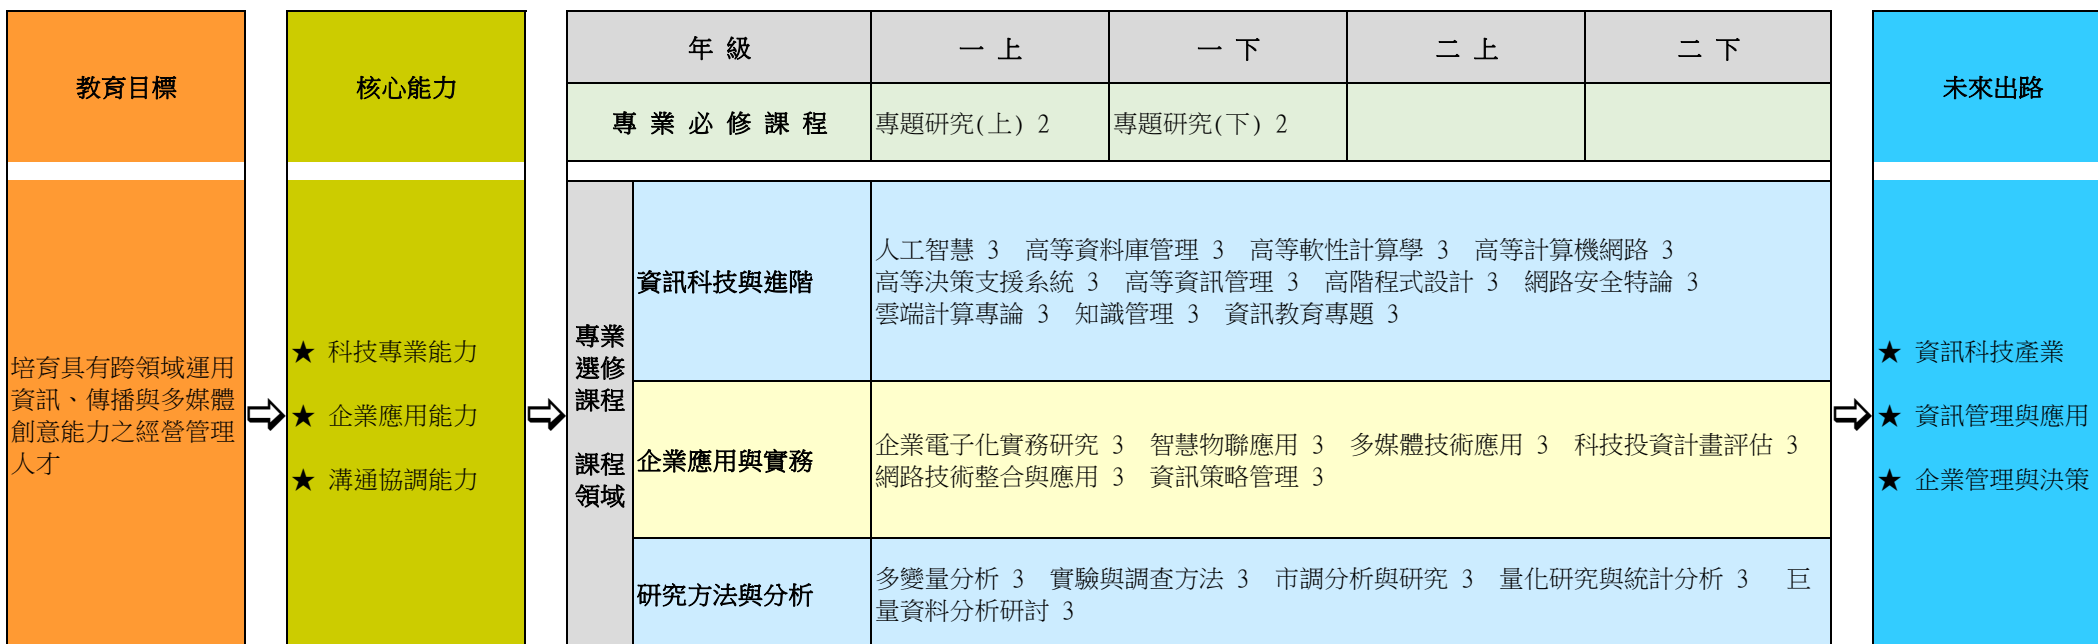 教育目標
培育具有跨領域運用
資訊、傳播與多媒體
創意能力之經營管理
人才
核心能力
★ 科技專業能力
★ 企業應用能力
★ 溝通協調能力
年 級 一 上 一 下 二 上 二 下
專 業 必 修 課 程 專題研究(上) 2 專題研究(下) 2
專業
選修
課程
課程
領域
資訊科技與進階
人工智慧 3 高等資料庫管理 3 高等軟性計算學 3 高等計算機網路 3
高等決策支援系統 3 高等資訊管理 3 高階程式設計 3 網路安全特論 3
雲端計算專論 3 知識管理 3 資訊教育專題 3
企業應用與實務
企業電子化實務研究 3 智慧物聯應用 3 多媒體技術應用 3 科技投資計畫評估 3
網路技術整合與應用 3 資訊策略管理 3
研究方法與分析
多變量分析 3 實驗與調查方法 3 市調分析與研究 3 量化研究與統計分析 3 巨
量資料分析研討 3
未來出路
★ 資訊科技產業
★ 資訊管理與應用
★ 企業管理與決策